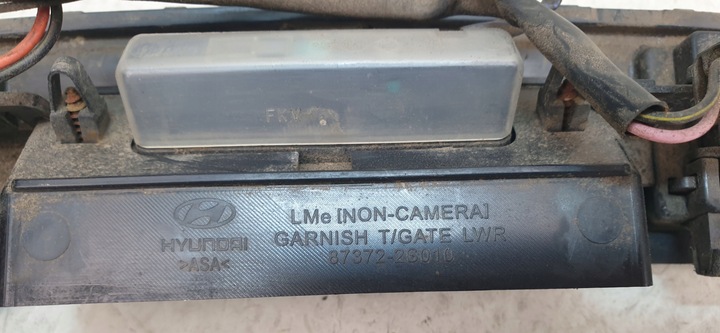 LMe [NON-CAMERA]
HYUNDAI GARNISH T/GATE LWR
>ASA< 87372-2S010